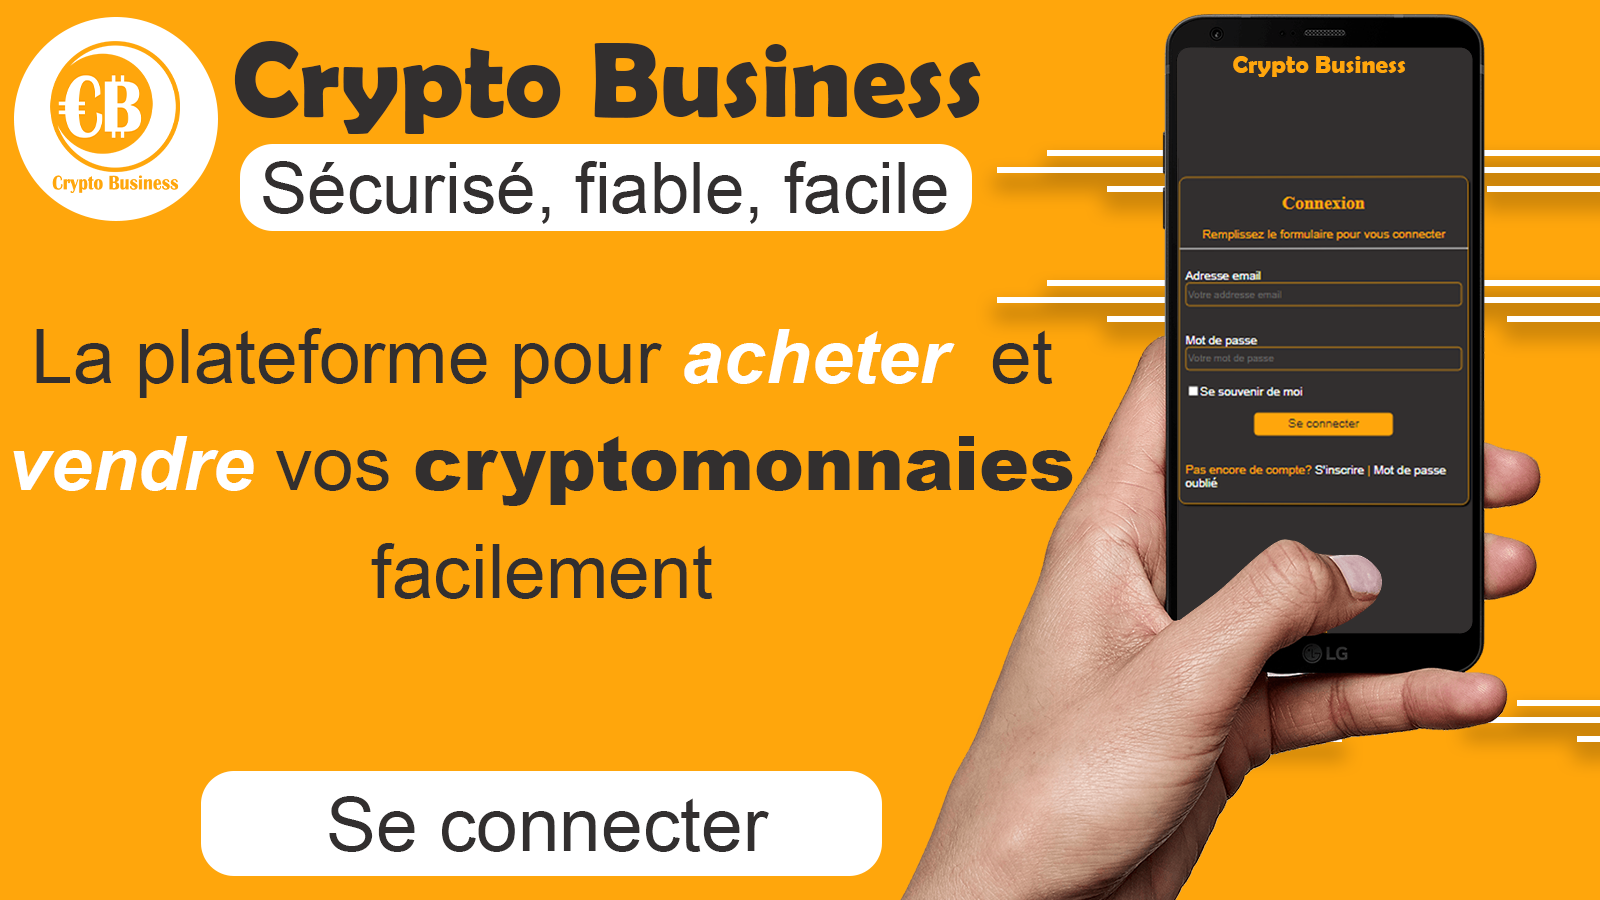 €B
Crypto Business
Crypto Business
Sécurisé, fiable, facile
La plateforme pour acheter et
vendre vos cryptomonnaies
facilement
Se connecter
Crypto Business
Connexion
Remplissez le formulaire pour vous connecter
Adresse email
Votre addresse email
Mot de passe
Votre mot de passe
Se souvenir de moi
Se connecter
Pas encore de compte? S'inscrire | Mot de passe
oublié
LG